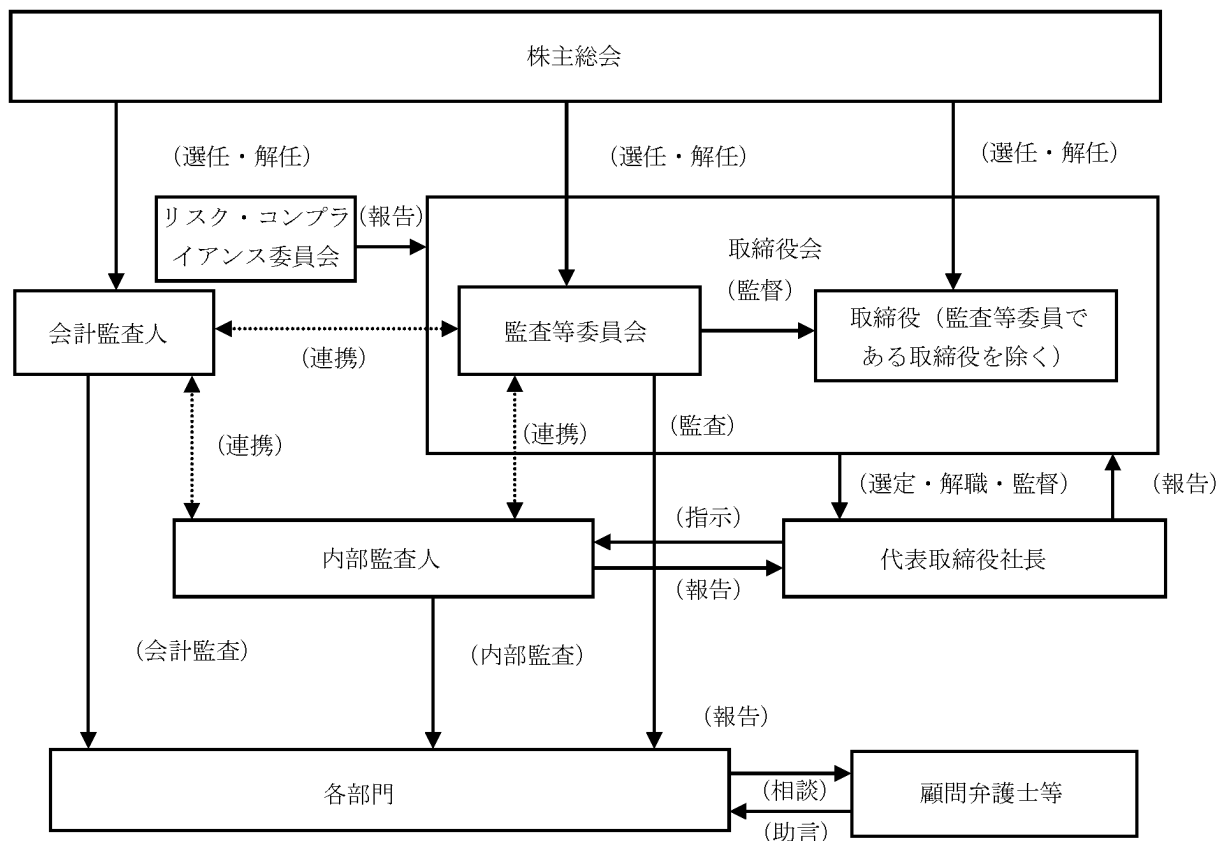 株主総会
（選任・解任）
（選任・解任）
（選任・解任）
リスク・コンプラ
イアンス委員会
（報告）
取締役会
（監督）
会計監査人
（連携）
監査等委員会
取締役（監査等委員で
ある取締役を除く）
（連携）
（連携）
（監査）
（選定・解職・監督）
（報告）
（指示）
内部監査人
代表取締役社長
（報告）
（会計監査）
（内部監査）
（報告）
各部門
（相談）
（助言）
顧問弁護士等